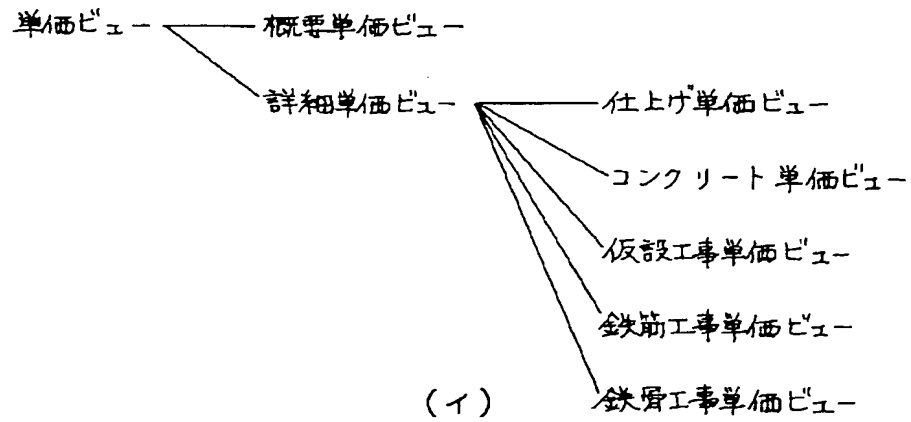 単価ビュー 概要単価ビュー
詳細単価ビュー 仕上げ単価ビュー
コンクリート単価ビュー
仮設工事単価ビュー
鉄筋工事単価ビュー
(イ) 鉄骨工事単価ビュー